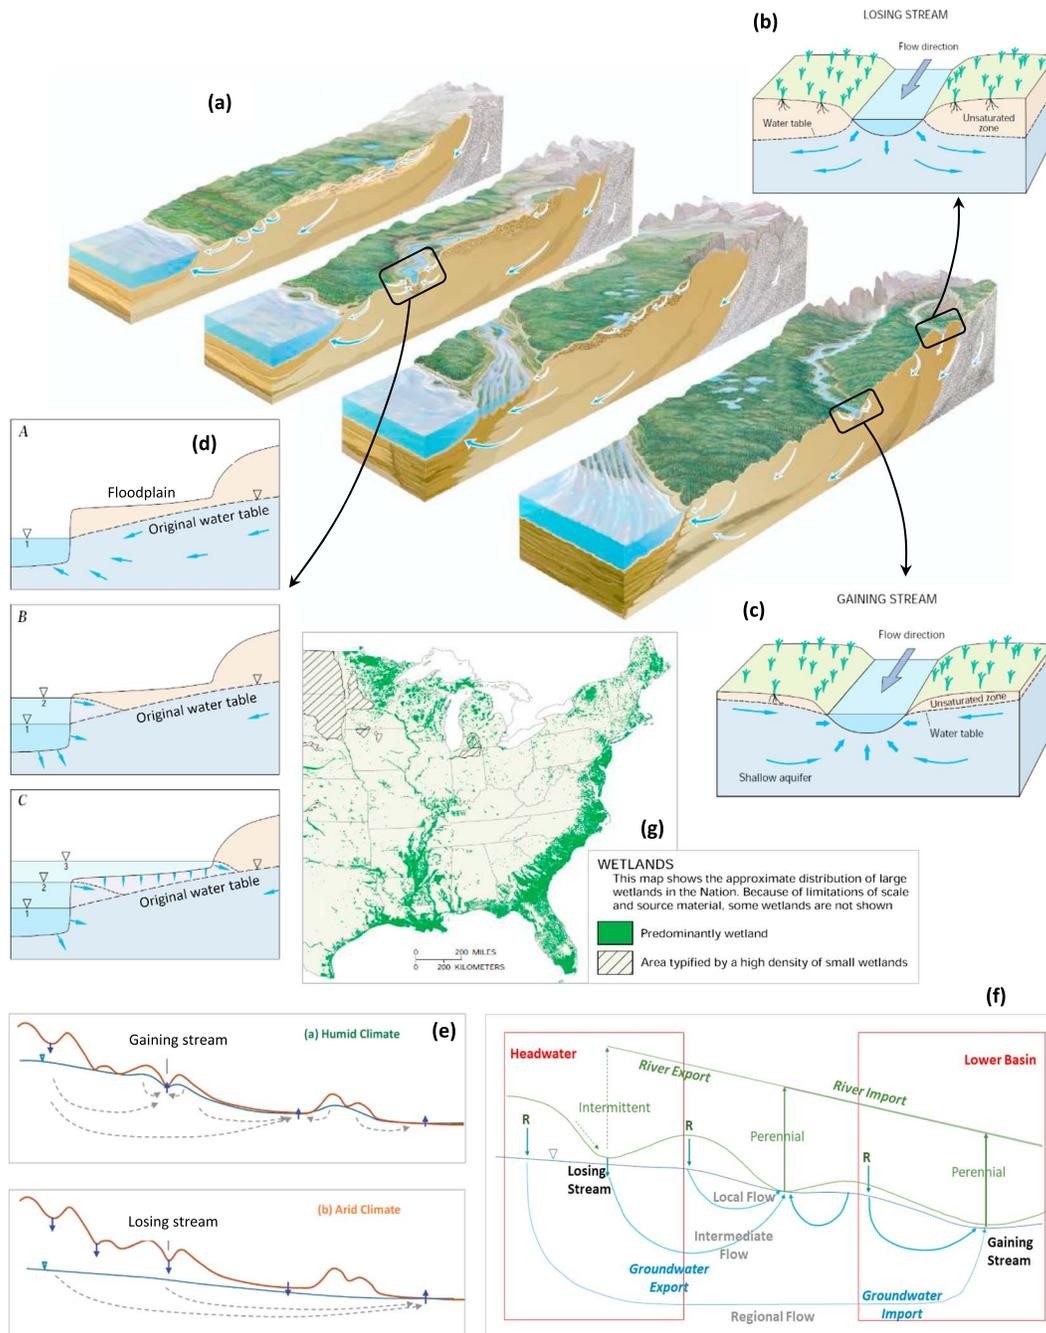 (a)
(b)
LOSING STREAM
Flow direction
Water table
Unsaturated
zone
(c)
GAINING STREAM
Flow direction
Unsaturated zone
Water table
Shallow aquifer
(d)
A
Floodplain
Original water table
1
B
2
1
Original water table
C
3
2
1
Original water table
(g)
WETLANDS
This map shows the approximate distribution of large
wetlands in the Nation. Because of limitations of scale
and source material, some wetlands are not shown
Predominantly wetland
Area typified by a high density of small wetlands
0 200 MILES
0 200 KILOMETERS
(e)
(a) Humid Climate
Gaining stream
(b) Arid Climate
Losing stream
(f)
Headwater
Lower Basin
River Export
River Import
Intermittent
R
R
R
Perennial
Perennial
Losing
Stream
Local Flow
Intermediate
Flow
Groundwater
Export
Gaining
Stream
Groundwater
Import
Regional Flow